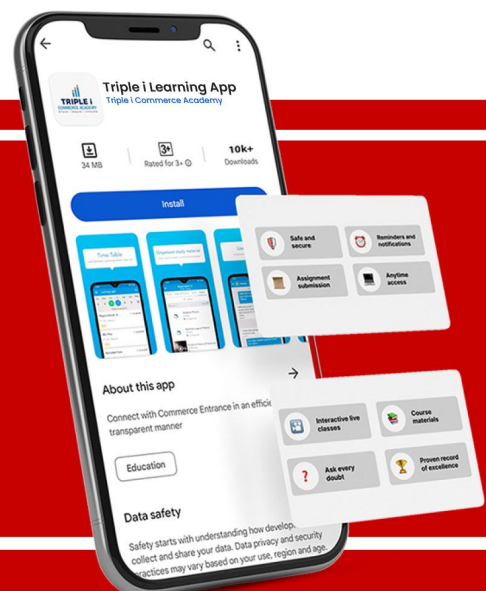 TRIPLE i
COMMERCE ACADEMY
Triple i Learning App
Triple i Commerce Academy
34 MB
3+
Rated for 3+
10k+
Downloads
Install
Time Table
Organised study material
Safe and
secure
Reminders and
notifications
Assignment
submission
Anytime
access
About this app
Connect with Commerce Entrance in an
transparent manner
Education
Interactive live
classes
Course
materials
Ask every
doubt
Proven record
of excellence
Data safety
Safety starts with understanding how
collect and share your data. Data privacy and security
practices may vary based on your use, region and age.